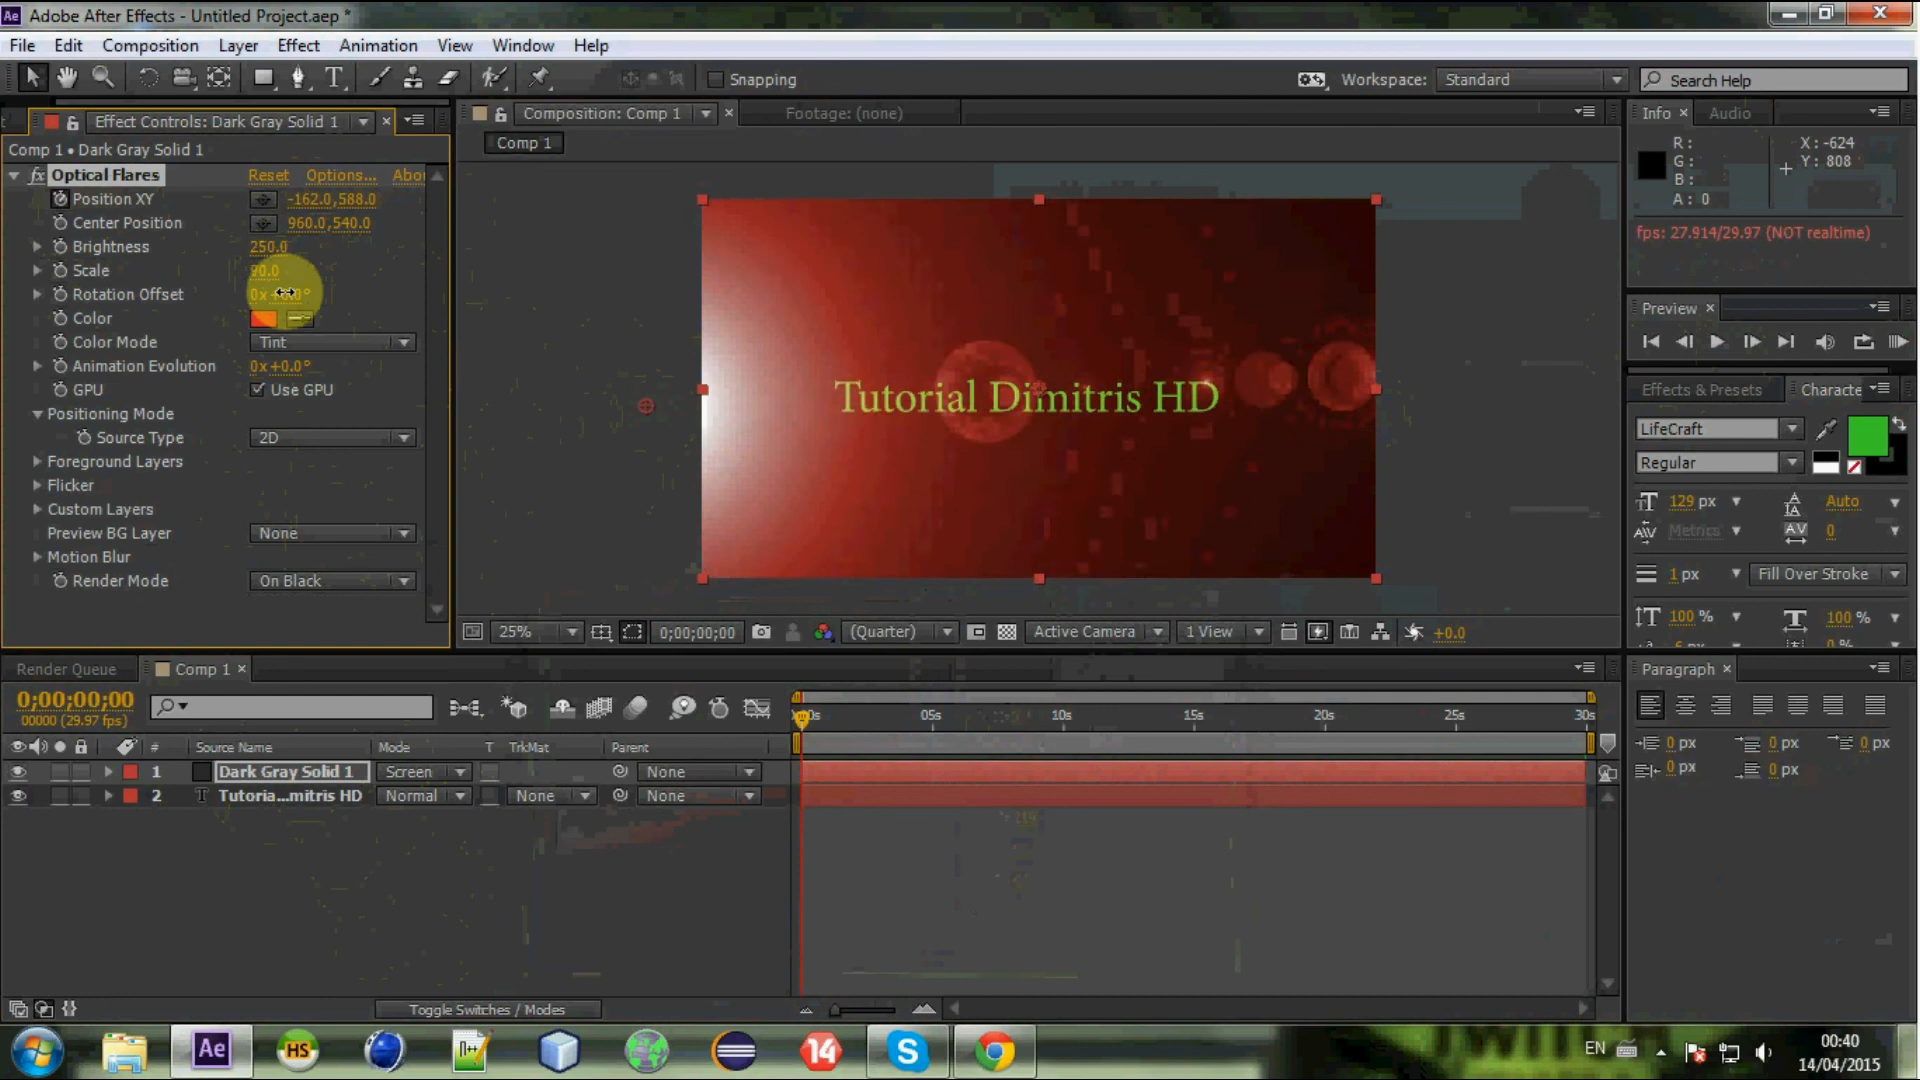 Adobe After Effects - Untitled Project.aep *
File Edit Composition Layer Effect Animation View Window Help
Snapping Workspace: Standard Search Help
Effect Controls: Dark Gray Solid 1 Composition: Comp 1 Footage: (none) Info Audio
Comp 1 • Dark Gray Solid 1
Comp 1
Optical Flares Reset Options... Abou
Position XY -162.0,588.0
Center Position 960.0,540.0
Brightness 250.0
Scale 90.0
Rotation Offset 0x
Color
Color Mode Tint
Animation Evolution 0x+0.0°
GPU Use GPU
Positioning Mode
Source Type 2D
Foreground Layers
Flicker
Custom Layers
Preview BG Layer None
Motion Blur
Render Mode On Black
Tutorial Dimitris HD
25% 0;00;00;00 (Quarter) Active Camera 1 View +0.0
R : X : -624
G : Y : 808
B :
A : 0
fps: 27.914/29.97 (NOT realtime)
Preview
Effects & Presets Characte
LifeCraft
Regular
129 px Auto
Metrics 0
1 px Fill Over Stroke
100 % 100 %
Render Queue Comp 1
0;00;00;00
00000 (29.97 fps)
05s 10s 15s 20s 25s 30s
# Source Name Mode T TrkMat Parent
1 Dark Gray Solid 1 Screen None
2 Tutoria...mitris HD Normal None None
Toggle Switches / Modes
Paragraph
0 px 0 px 0 px
0 px 0 px
Ae HS 14 S
EN
00:40
14/04/2015